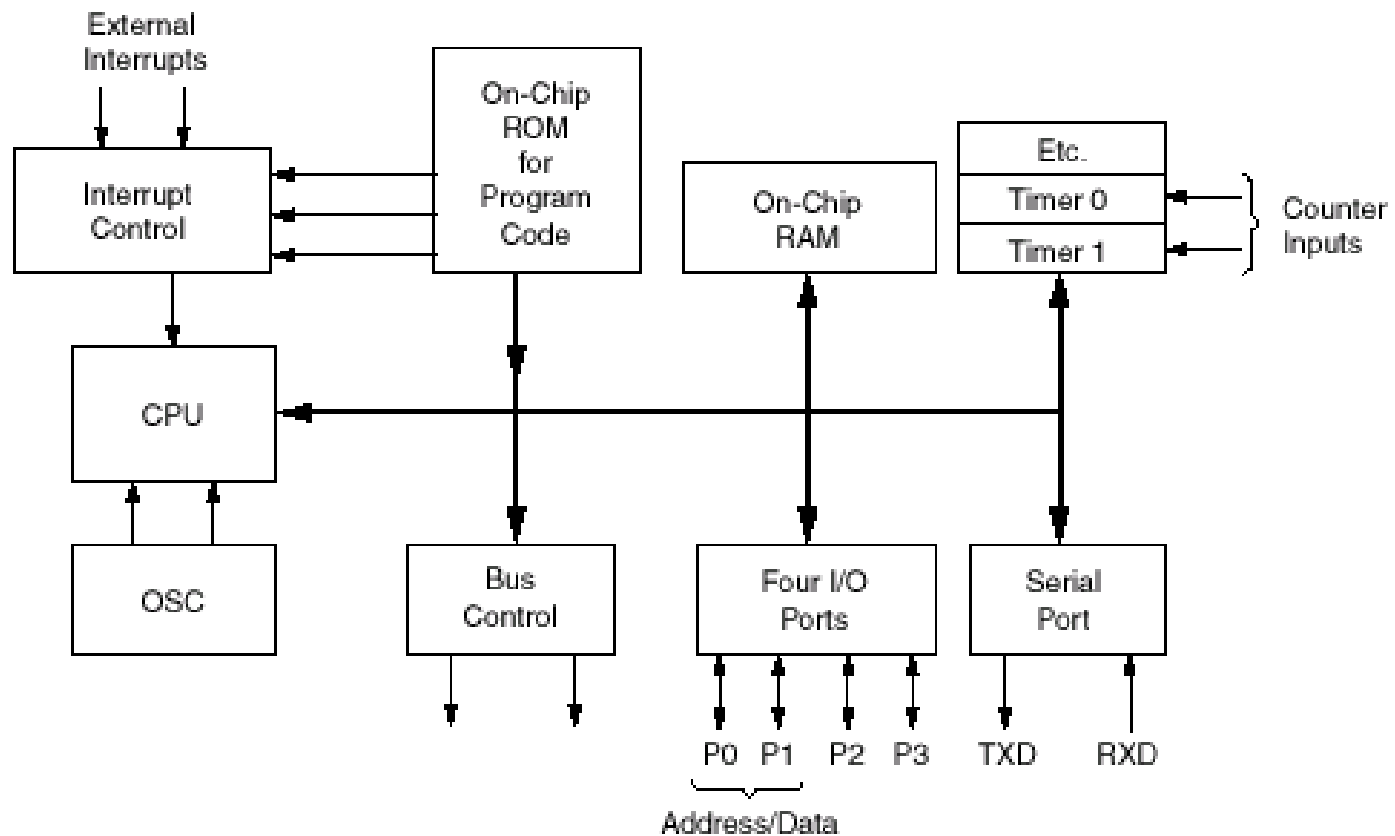 External
Interrupts
On-Chip
ROM
for
Program
Code
Interrupt
Control
On-Chip
RAM
Etc.
Timer 0
Timer 1
Counter
Inputs
CPU
OSC
Bus
Control
Four I/O
Ports
Serial
Port
P0 P1 P2 P3
TXD RXD
Address/Data